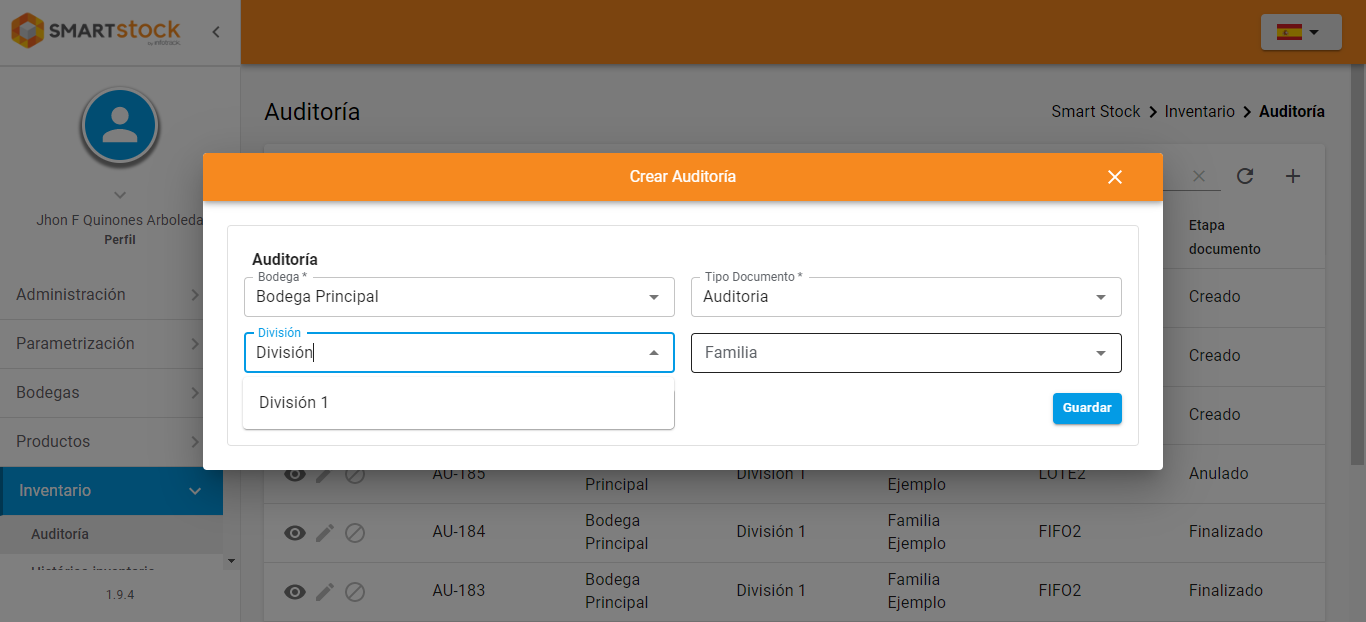 SMARTstock
by infotrack
Auditoría
Smart Stock > Inventario > Auditoría
Jhon F Quinones Arboleda
Perfil
Administración
Parametrización
Bodegas
Productos
Inventario
Auditoría
Histórico inventario
1.9.4
Crear Auditoría
Auditoría
Bodega *
Bodega Principal
Tipo Documento *
Auditoria
División
División
Familia
División 1
Guardar
Etapa
documento
Creado
Creado
Creado
AU-185 Principal División 1 Ejemplo LOTE2 Anulado
AU-184 Bodega Principal División 1 Familia Ejemplo FIFO2 Finalizado
AU-183 Bodega Principal División 1 Familia Ejemplo FIFO2 Finalizado